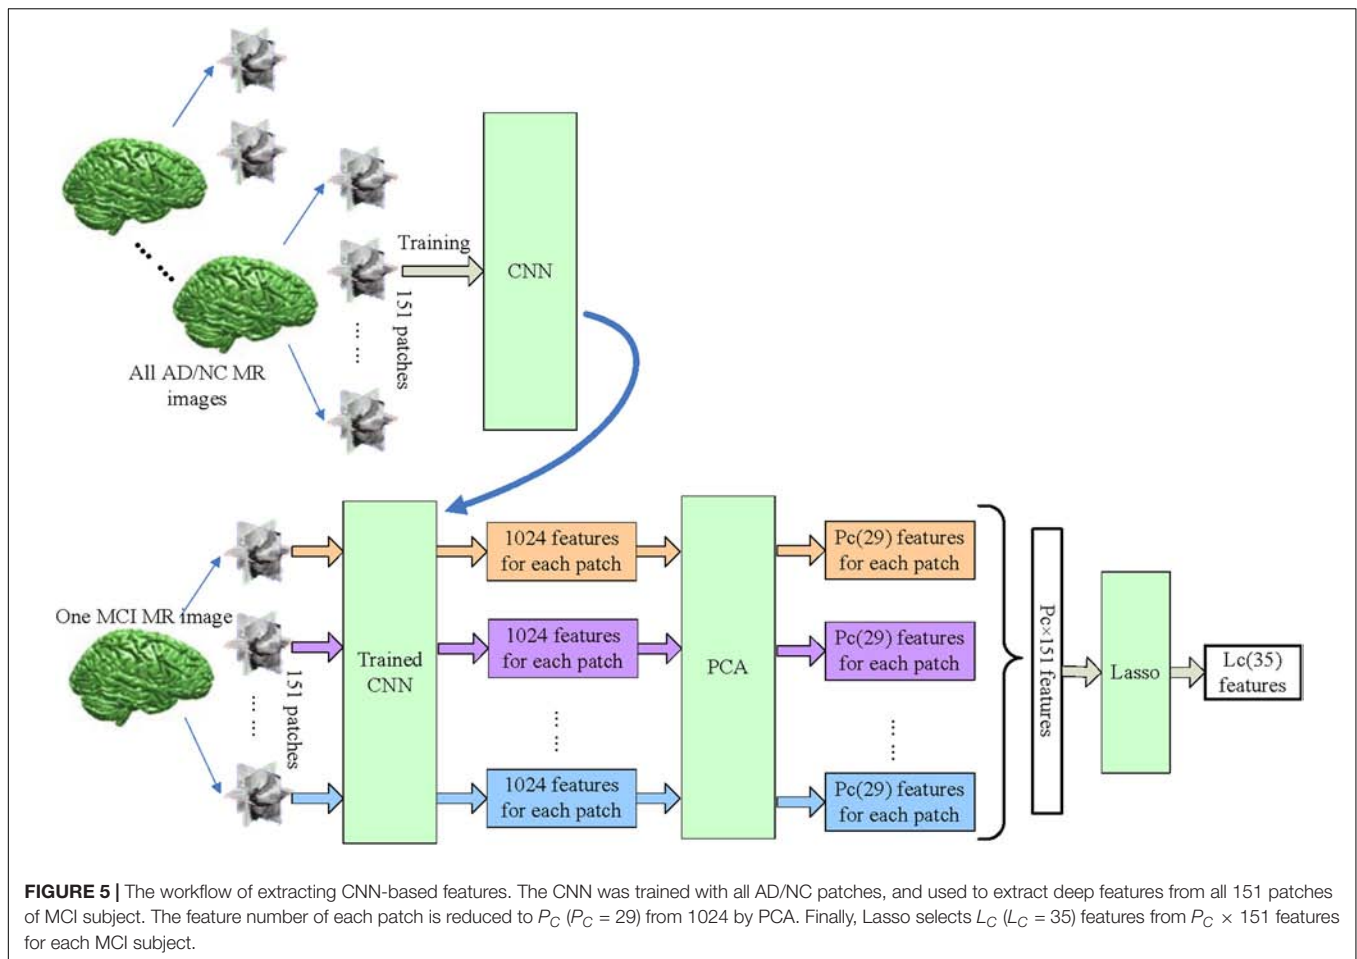 Training
CNN
151 patches
All AD/NC MR
images
One MCI MR image
151 patches
Trained
CNN
1024 features
for each patch
1024 features
for each patch
1024 features
for each patch
PCA
Pc(29) features
for each patch
Pc(29) features
for each patch
Pc(29) features
for each patch
Pc×151 features
Lasso
Lc(35)
features
FIGURE 5 | The workflow of extracting CNN-based features. The CNN was trained with all AD/NC patches, and used to extract deep features from all 151 patches
of MCI subject. The feature number of each patch is reduced to P_C (P_C = 29) from 1024 by PCA. Finally, Lasso selects L_C (L_C = 35) features from P_C × 151 features
for each MCI subject.